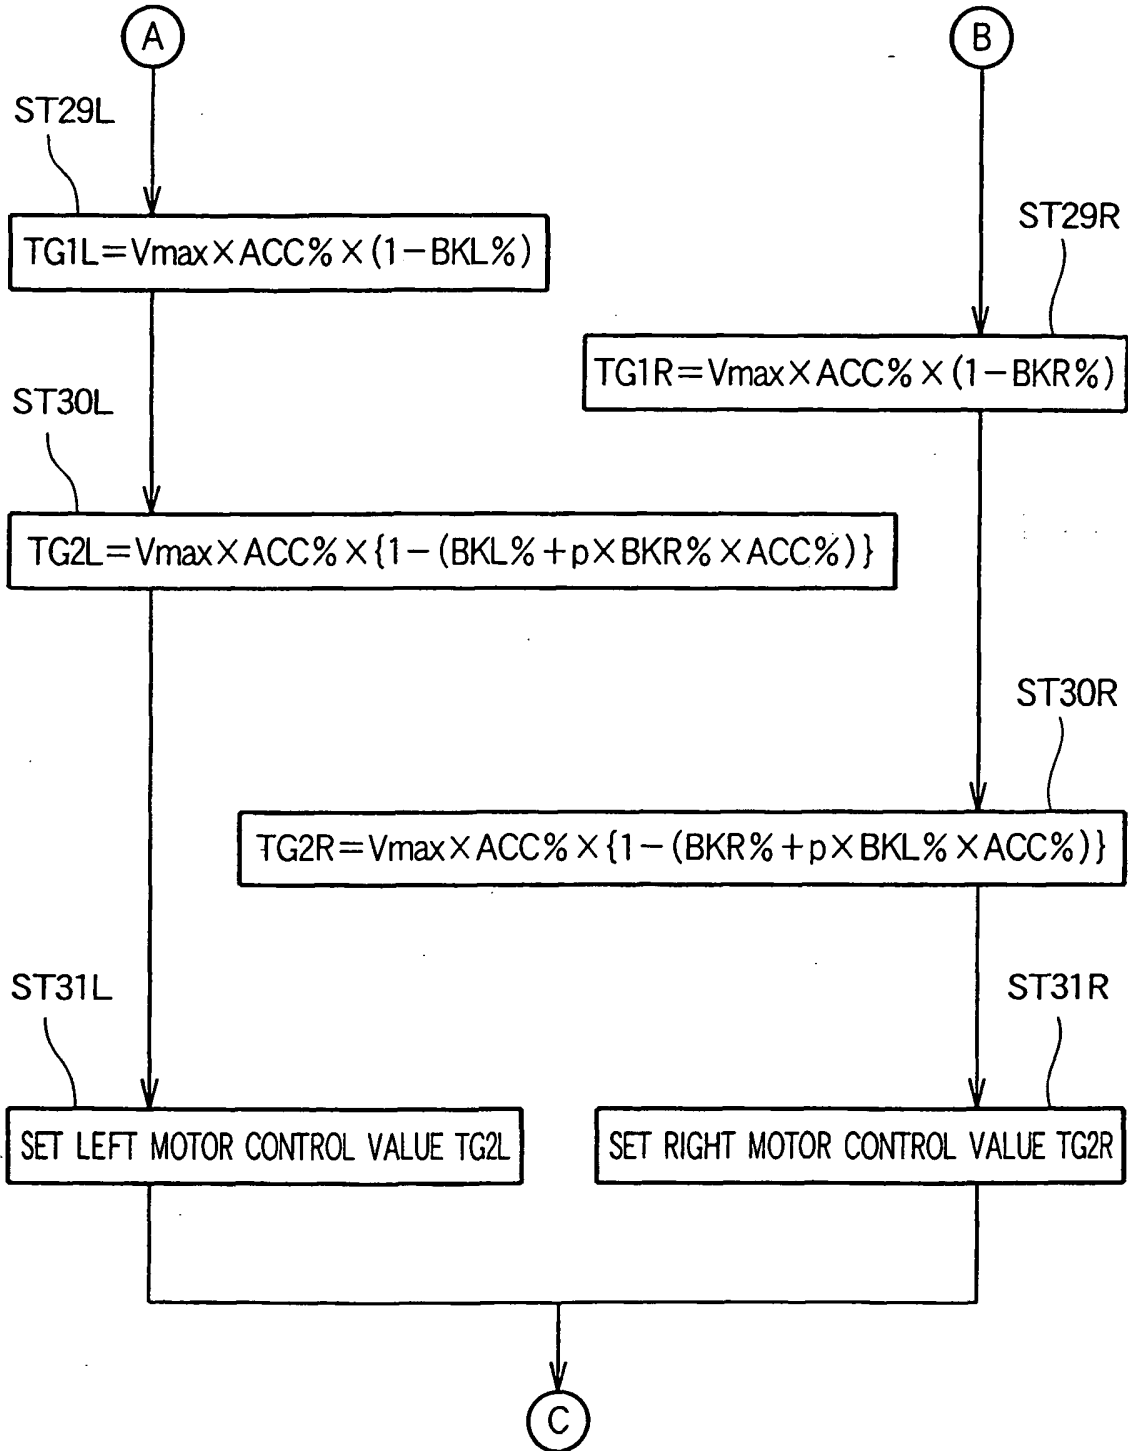 A
B
ST29L
TG1L=Vmax×ACC%×(1-BKL%)
ST29R
TG1R=Vmax×ACC%×(1-BKR%)
ST30L
TG2L=Vmax×ACC%×{1-(BKL%+p×BKR%×ACC%)}
ST30R
TG2R=Vmax×ACC%×{1-(BKR%+p×BKL%×ACC%)}
ST31L
ST31R
SET LEFT MOTOR CONTROL VALUE TG2L
SET RIGHT MOTOR CONTROL VALUE TG2R
C